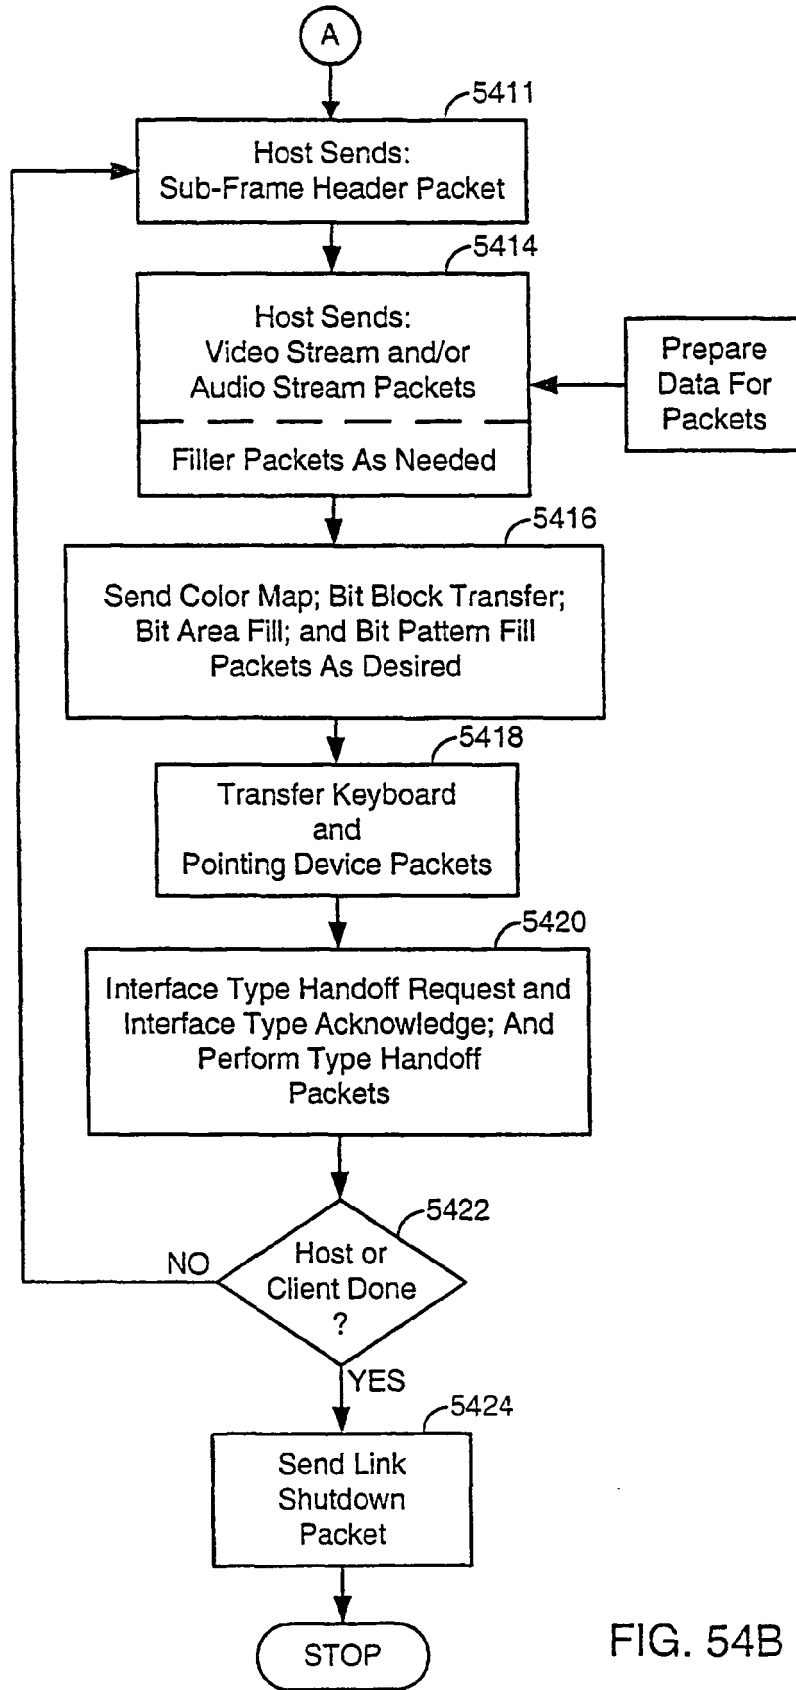 A
5411
Host Sends:
Sub-Frame Header Packet
5414
Host Sends:
Video Stream and/or
Audio Stream Packets
Filler Packets As Needed
Prepare
Data For
Packets
5416
Send Color Map; Bit Block Transfer;
Bit Area Fill; and Bit Pattern Fill
Packets As Desired
5418
Transfer Keyboard
and
Pointing Device Packets
5420
Interface Type Handoff Request and
Interface Type Acknowledge; And
Perform Type Handoff
Packets
5422
Host or
Client Done
?
NO
YES
5424
Send Link
Shutdown
Packet
STOP
FIG. 54B